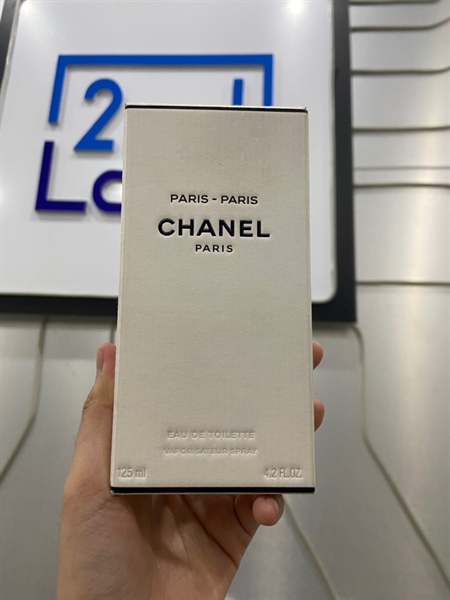 PARIS - PARIS
CHANEL
PARIS
EAU DE TOILETTE
VAPORISATEUR SPRAY
125 ml 4.2 FL.OZ.